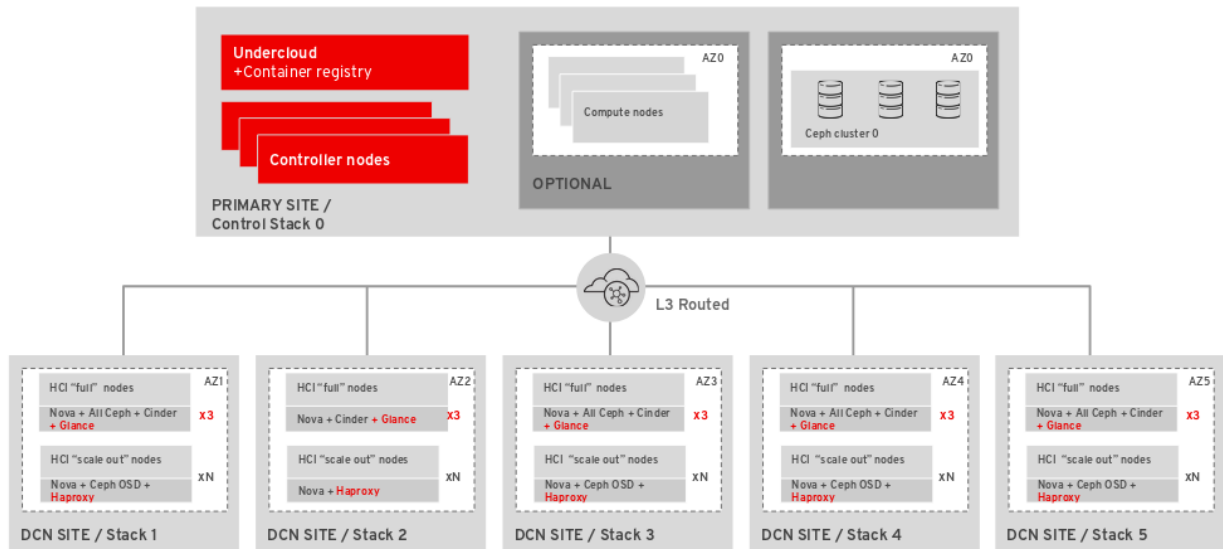 Undercloud
+Container registry
Controller nodes
PRIMARY SITE /
Control Stack 0
AZ0
Compute nodes
OPTIONAL
AZ0
Ceph cluster 0
L3 Routed
AZ1
HCI “full” nodes
Nova + All Ceph + Cinder
+ Glance
x3
HCI “scale out” nodes
Nova + Ceph OSD +
Haproxy
xN
DCN SITE / Stack 1
AZ2
HCI “full” nodes
Nova + Cinder + Glance
x3
HCI “scale out” nodes
Nova + Haproxy
xN
DCN SITE / Stack 2
AZ3
HCI “full” nodes
Nova + All Ceph + Cinder
+ Glance
x3
HCI “scale out” nodes
Nova + Ceph OSD +
Haproxy
xN
DCN SITE / Stack 3
AZ4
HCI “full” nodes
Nova + All Ceph + Cinder
+ Glance
x3
HCI “scale out” nodes
Nova + Ceph OSD +
Haproxy
xN
DCN SITE / Stack 4
AZ5
HCI “full” nodes
Nova + All Ceph + Cinder
+ Glance
x3
HCI “scale out” nodes
Nova + Ceph OSD +
Haproxy
xN
DCN SITE / Stack 5